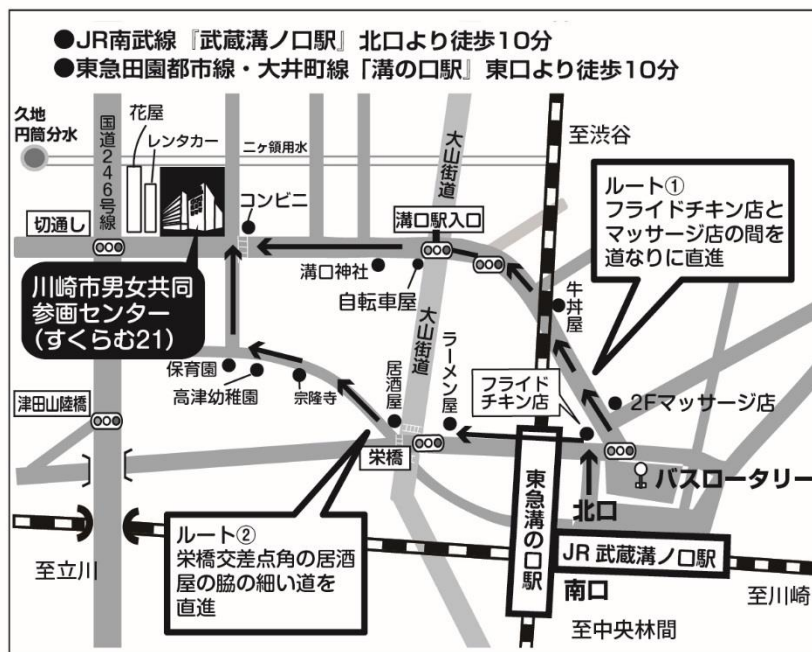 ●JR南武線『武蔵溝ノ口駅』北口より徒歩10分
●東急田園都市線・大井町線「溝の口駅」東口より徒歩10分
久地
円筒分水
国道246号線
花屋
レンタカー
二ヶ領用水
コンビニ
大山街道
至渋谷
ルート①
フライドチキン店と
マッサージ店の間を
道なりに直進
切通し
溝口駅入口
溝口神社
自転車屋
川崎市男女共同
参画センター
(すくらむ21)
牛丼屋
大山街道
保育園
高津幼稚園
宗隆寺
居酒屋
ラーメン屋
フライド
チキン店
2Fマッサージ店
津田山陸橋
栄橋
バスロータリー
北口
東急溝の口駅
JR 武蔵溝ノ口駅
南口
ルート②
栄橋交差点角の居酒
屋の脇の細い道を
直進
至立川
至川崎
至中央林間